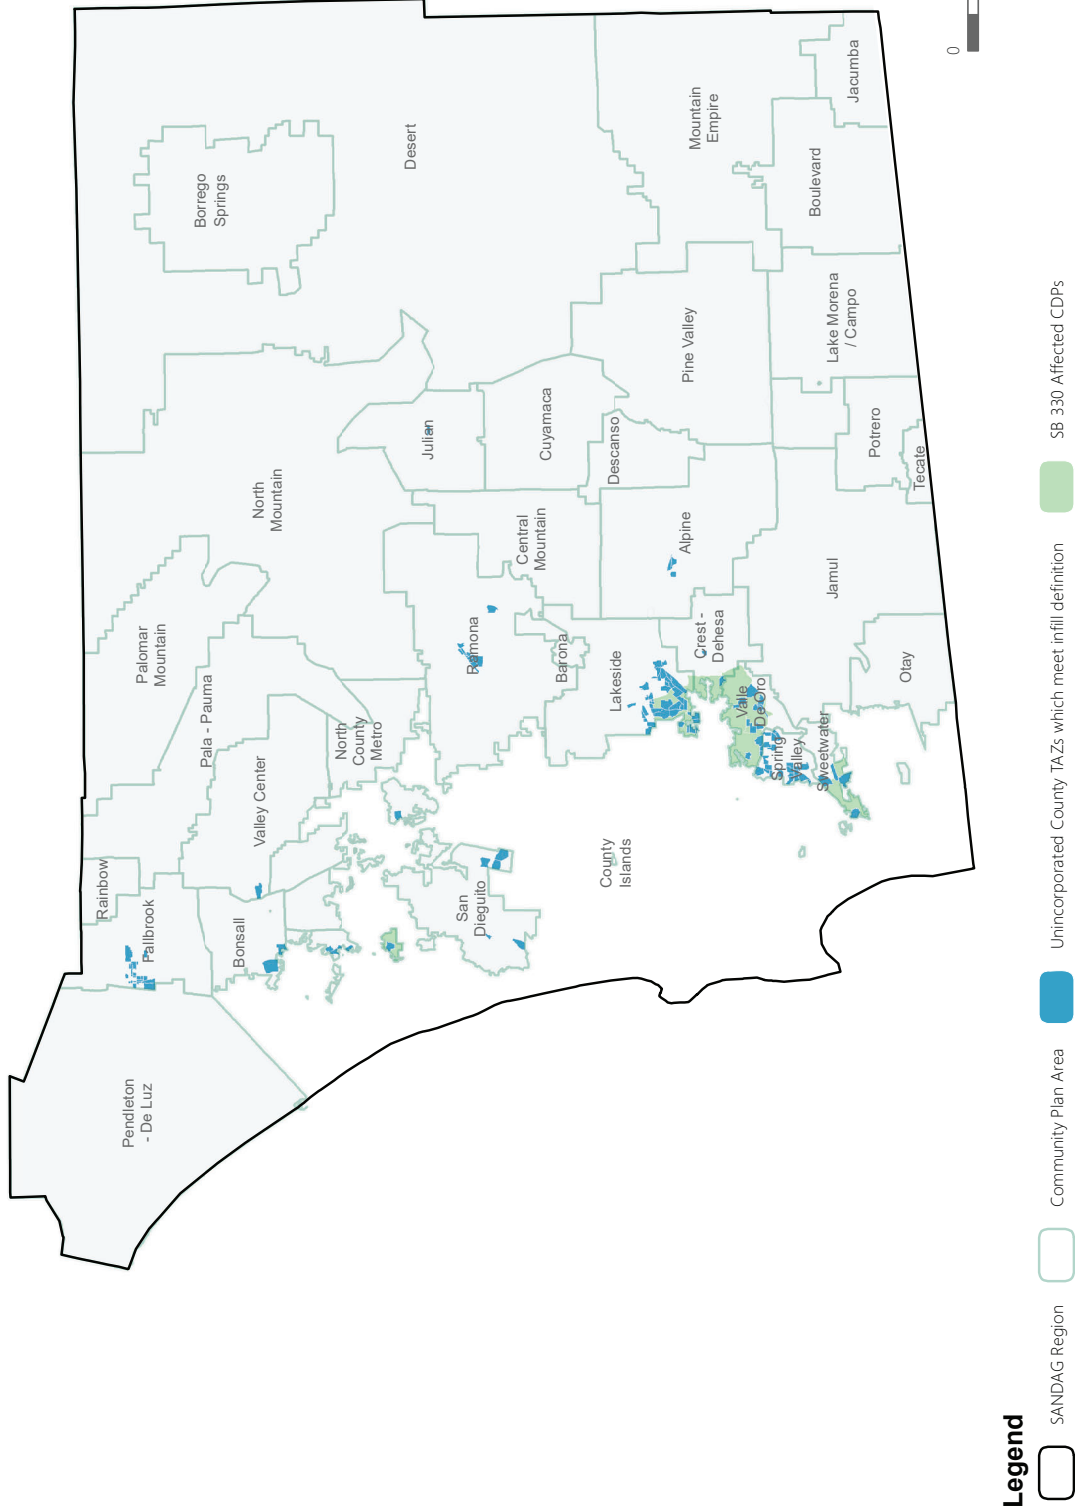 Pendleton
- De Luz
Rainbow
Fallbrook
Bonsall
Pala - Pauma
Palomar
Mountain
Valley Center
North
Mountain
Borrego
Springs
Desert
North
County
Metro
San
Dieguito
Ramona
Julian
Central
Mountain
Cuyamaca
Barona
County
Islands
Lakeside
Descanso
Alpine
Pine Valley
Mountain
Empire
Crest -
Dehesa
Valle
De Oro
Spring
Valley
Sweetwater
Jamul
Lake Morena
/ Campo
Boulevard
Jacumba
Potrero
Tecate
Otay
0
Legend
SANDAG Region
Community Plan Area
Unincorporated County TAZs which meet infill definition
SB 330 Affected CDPs